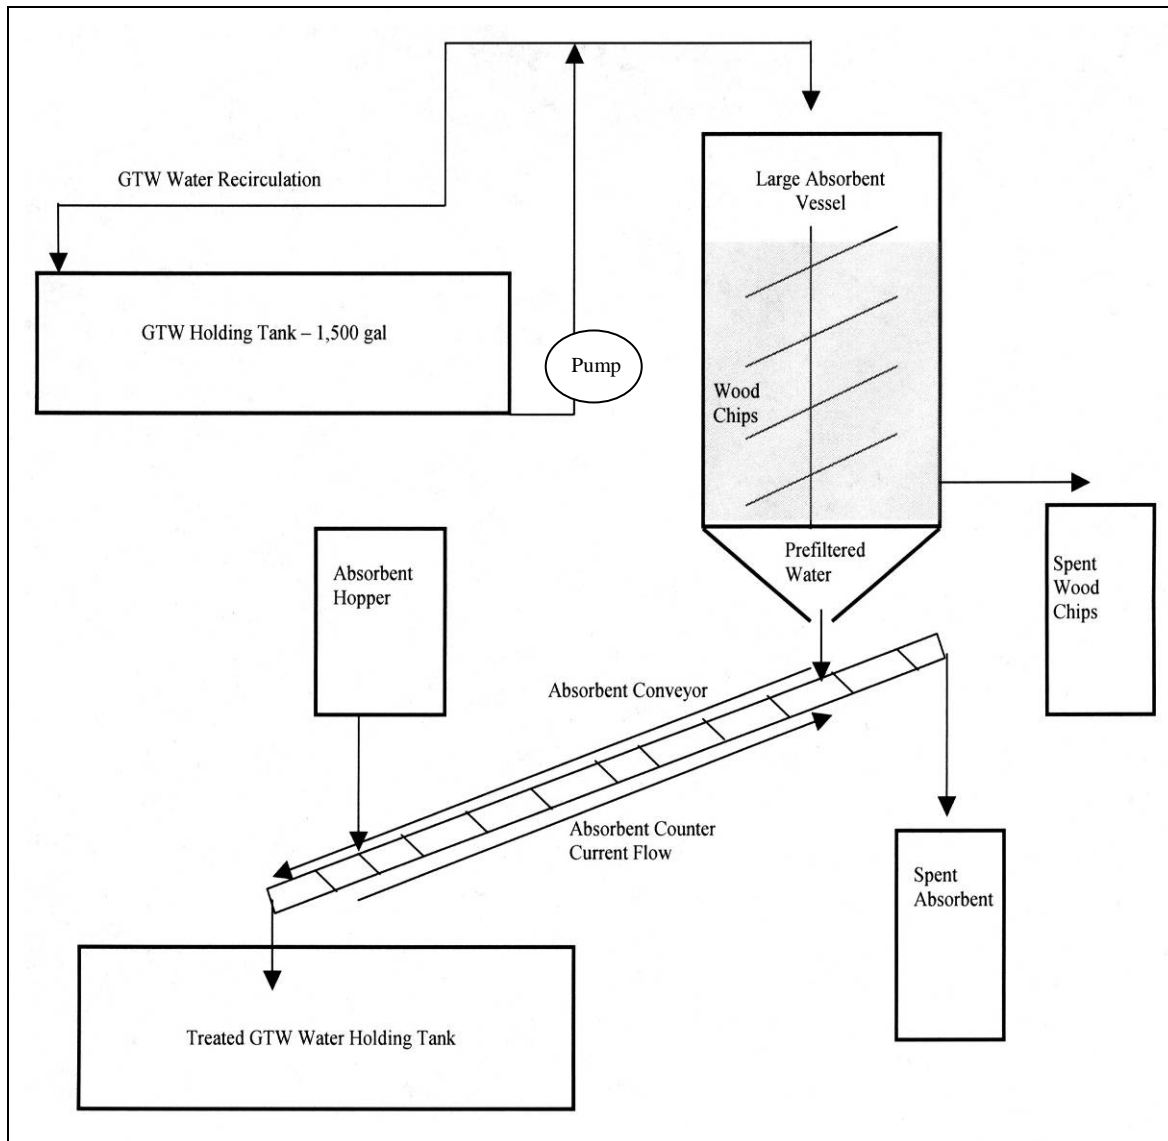 GTW Water Recirculation
Large Absorbent
Vessel
GTW Holding Tank – 1,500 gal
Pump
Wood
Chips
Prefiltered
Water
Spent
Wood
Chips
Absorbent
Hopper
Absorbent Conveyor
Absorbent Counter
Current Flow
Spent
Absorbent
Treated GTW Water Holding Tank